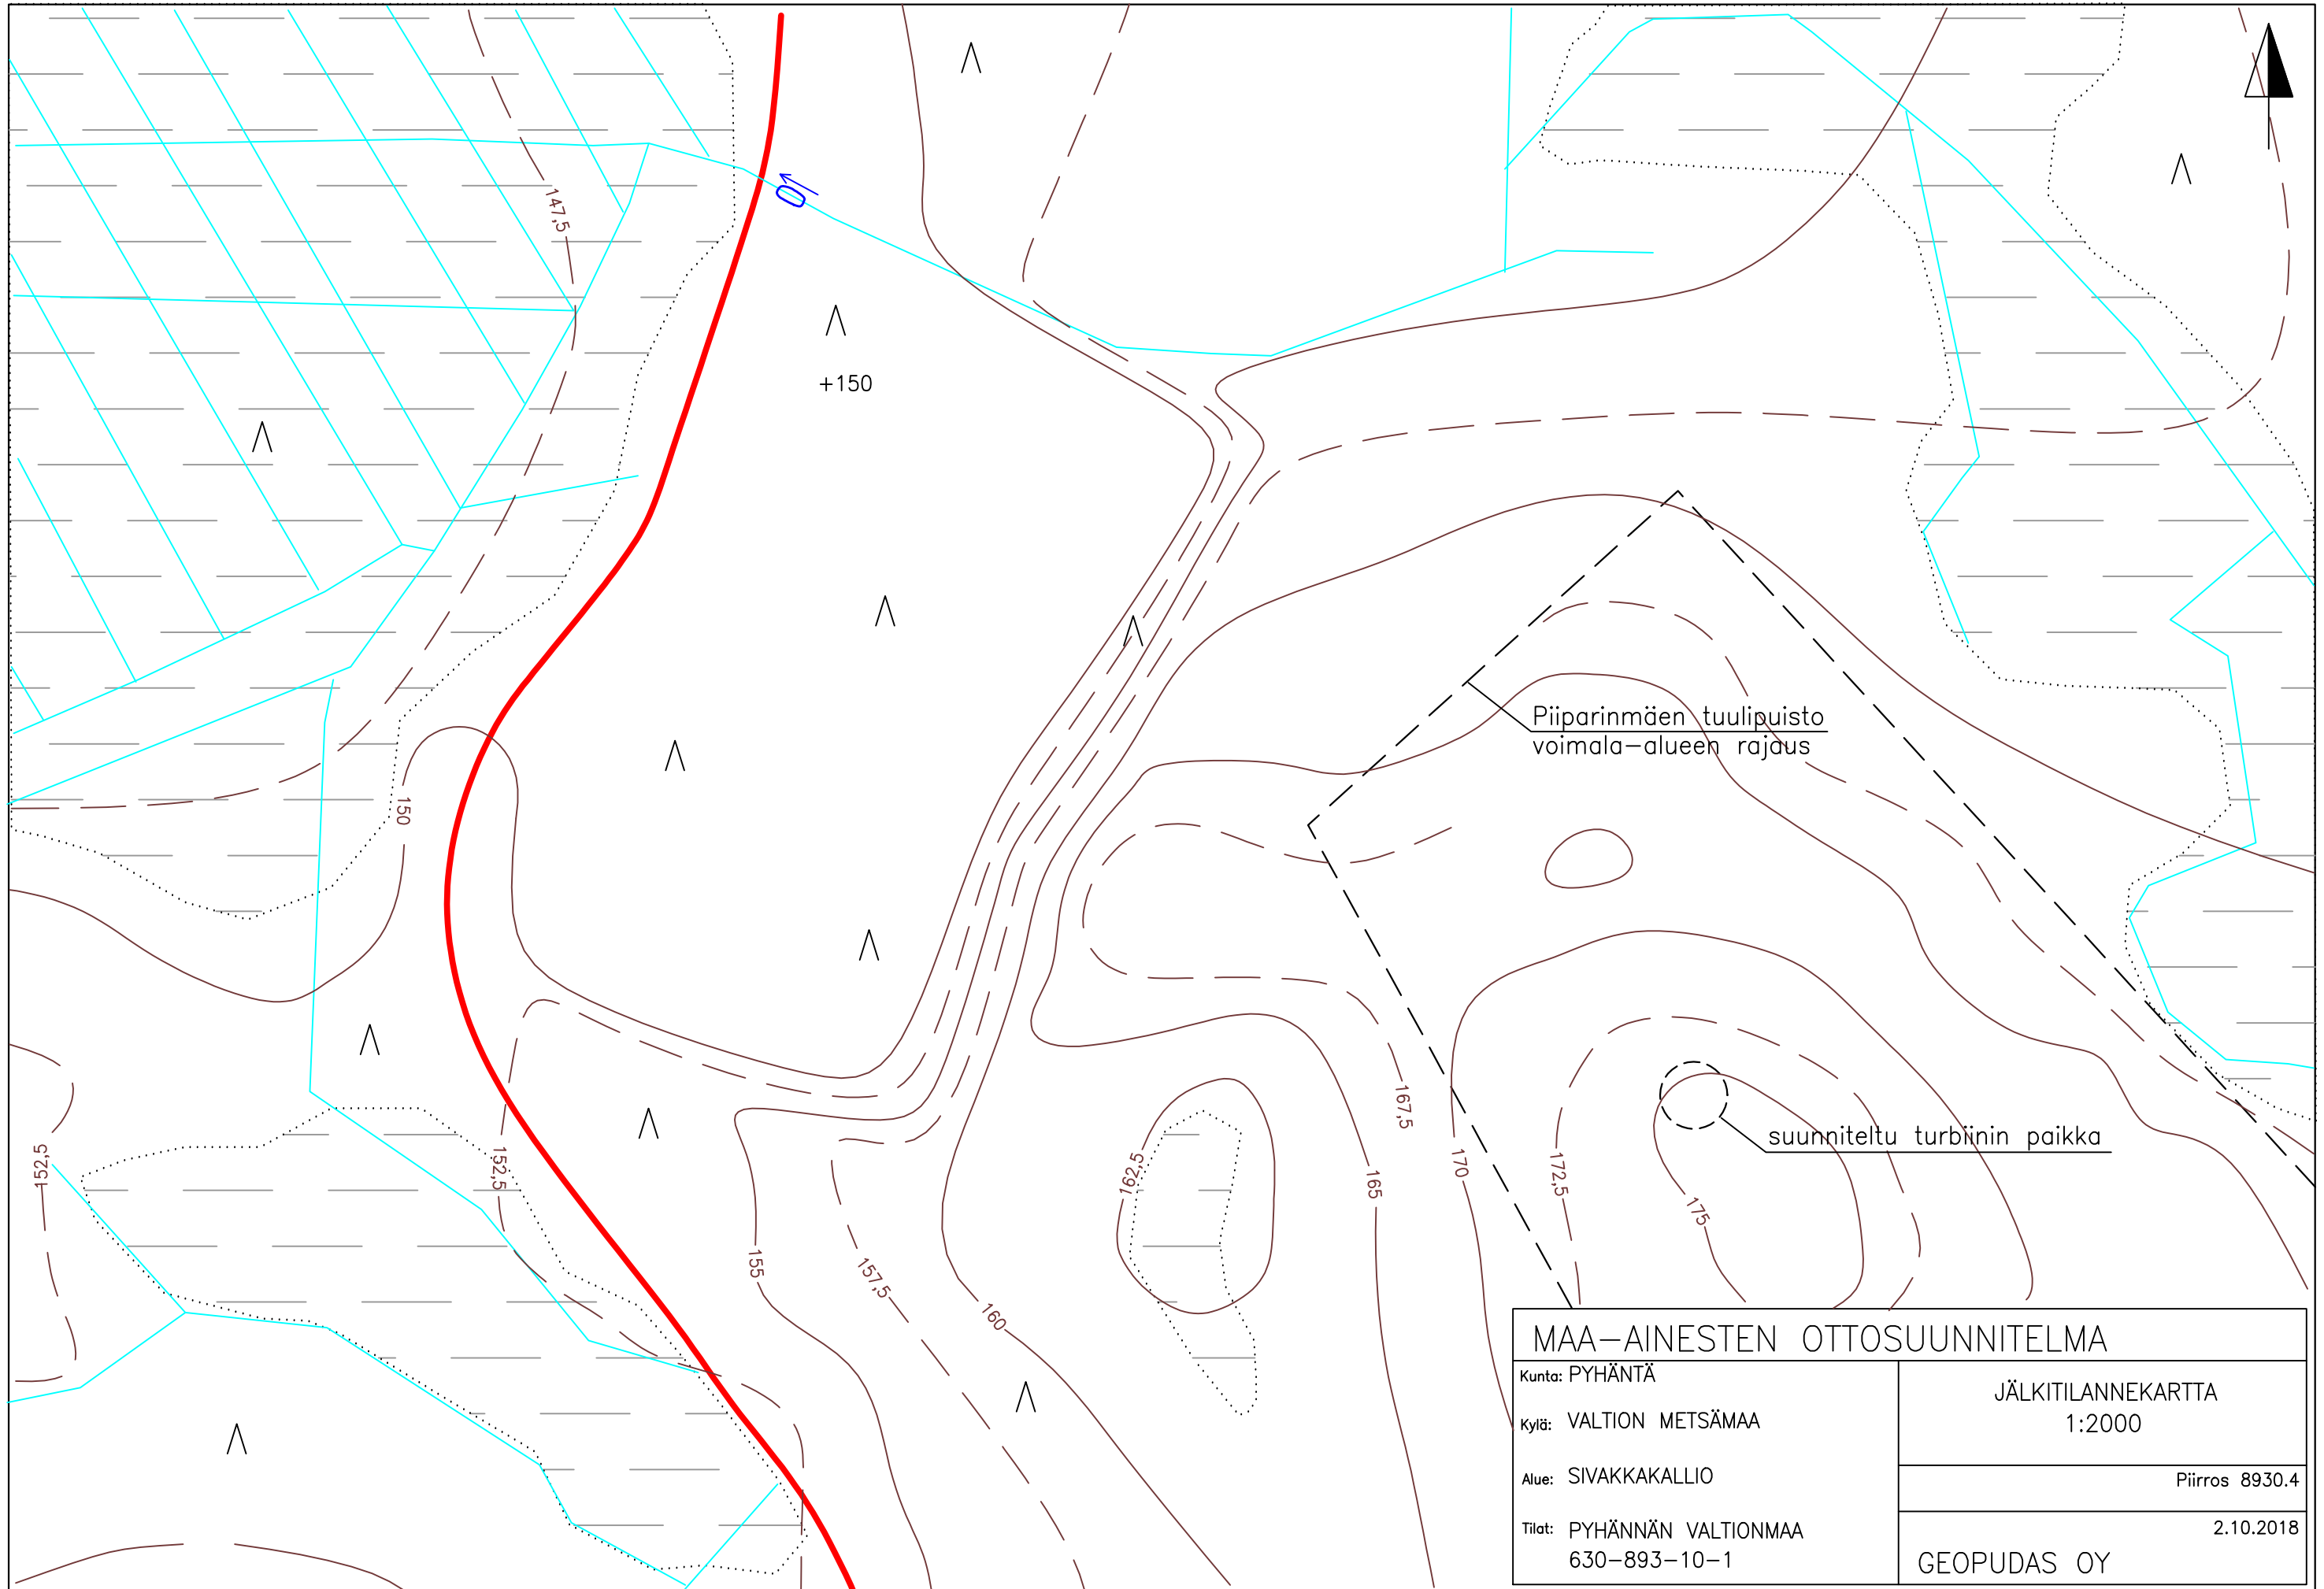 147,5
+150
Piiparinmäen tuulipuisto
voimala-alueen rajaus
150
167,5
suunniteltu turbiinin paikka
152,5
152,5
162,5
165
170
172,5
175
155
157,5
160
MAA-AINESTEN OTTOSUUNNITELMA
Kunta: PYHÄNTÄ
Kylä: VALTION METSÄMAA
Alue: SIVAKKAKALLIO
Tilat: PYHÄNNÄN VALTIONMAA
630-893-10-1
JÄLKITILANNEKARTTA
1:2000
Piirros 8930.4
2.10.2018
GEOPUDAS OY